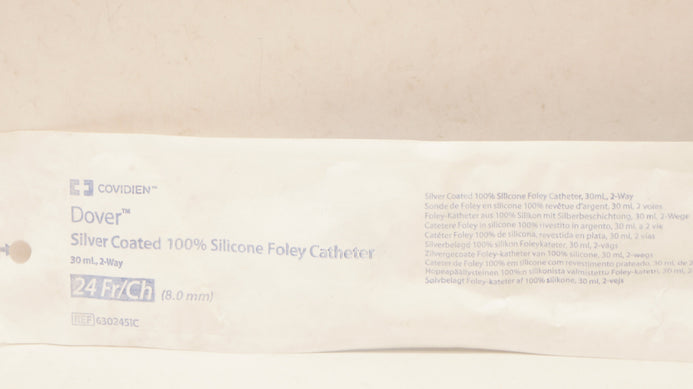 COVIDIEN™
Dover™
Silver Coated 100% Silicone Foley Catheter
30 ml, 2-Way
24 Fr/Ch (8.0 mm)
REF 630245IC
Silver Coated 100% Silicone Foley Catheter, 30mL, 2-Way
Sonde de Foley en silicone 100% revêtue d'argent, 30 ml, 2 voies
Foley-Katheter aus 100% Silikon mit Silberbeschichtung, 30 ml, 2-Wege
Catetere Foley in silicone 100% rivestito in argento, 30 ml, a 2 vie
Catéter Foley 100% de silicona, revestida en plata, 30 ml, 2 vías
Silverbelagd 100% silikon Foleykateter, 30 ml, 2-vägs
Zilvergecoate Foley-katheter van 100% silicone, 30 ml, 2-wegs
Cateter de Foley 100% em silicone com revestimento prateado, 30 ml, de 2
Hopeapäällysteinen 100% silikonista valmistettu Foley-katetri, 30 ml,
Sølvbelagt Foley-kateter af 100% silikone, 30 ml, 2-vejs